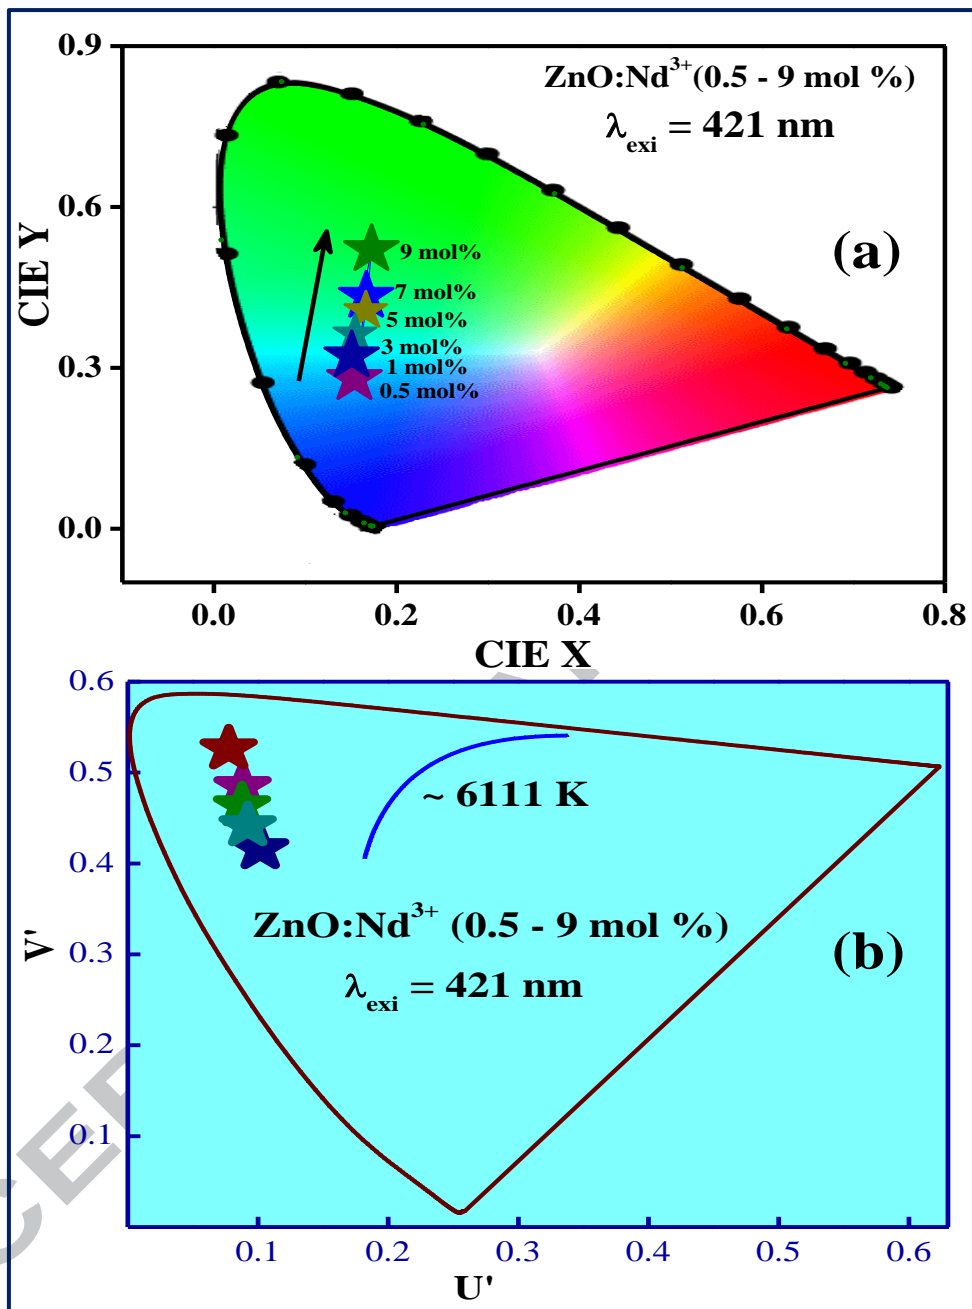 0.9
ZnO:Nd³⁺(0.5 - 9 mol %)
λexi = 421 nm
0.6
(a)
9 mol%
7 mol%
5 mol%
3 mol%
1 mol%
0.5 mol%
0.3
0.0
CIE Y
0.0 0.2 0.4 0.6 0.8
CIE X
0.6
0.5
~ 6111 K
0.4
ZnO:Nd³⁺ (0.5 - 9 mol %)
(b)
0.3
λexi = 421 nm
0.2
0.1
V'
0.1 0.2 0.3 0.4 0.5 0.6
U'